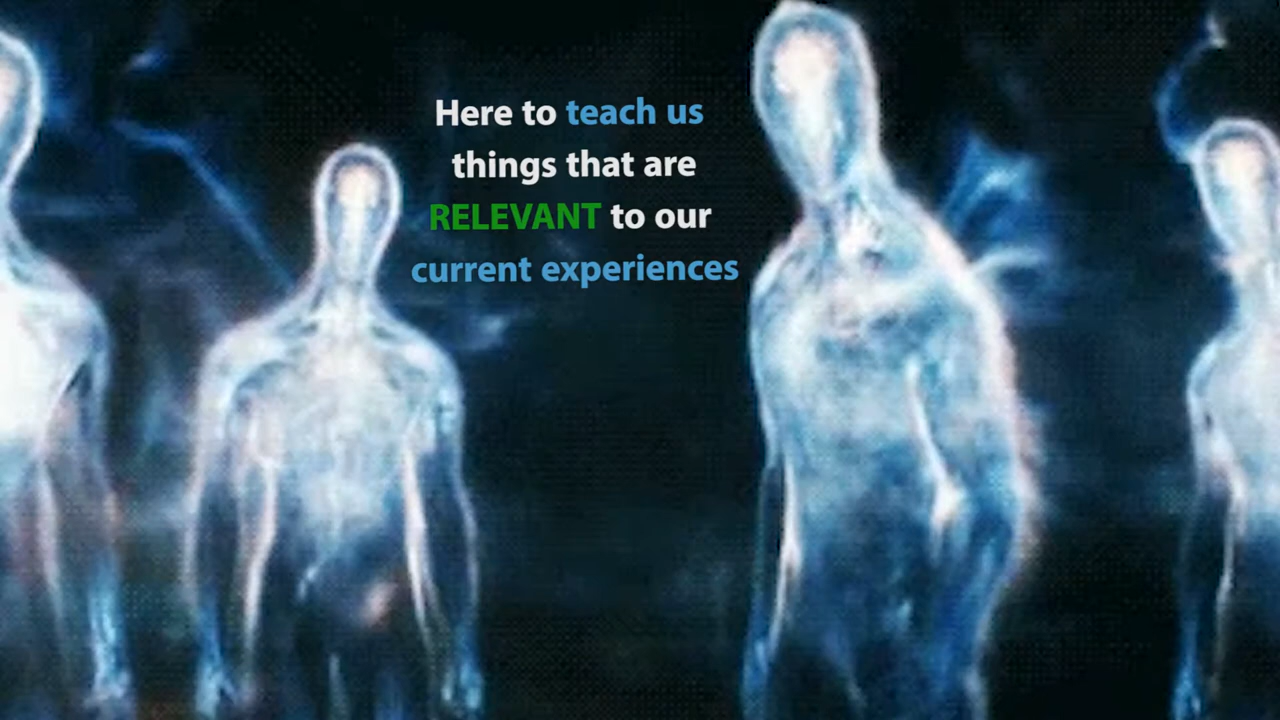 Here to teach us
things that are
RELEVANT to our
current experiences